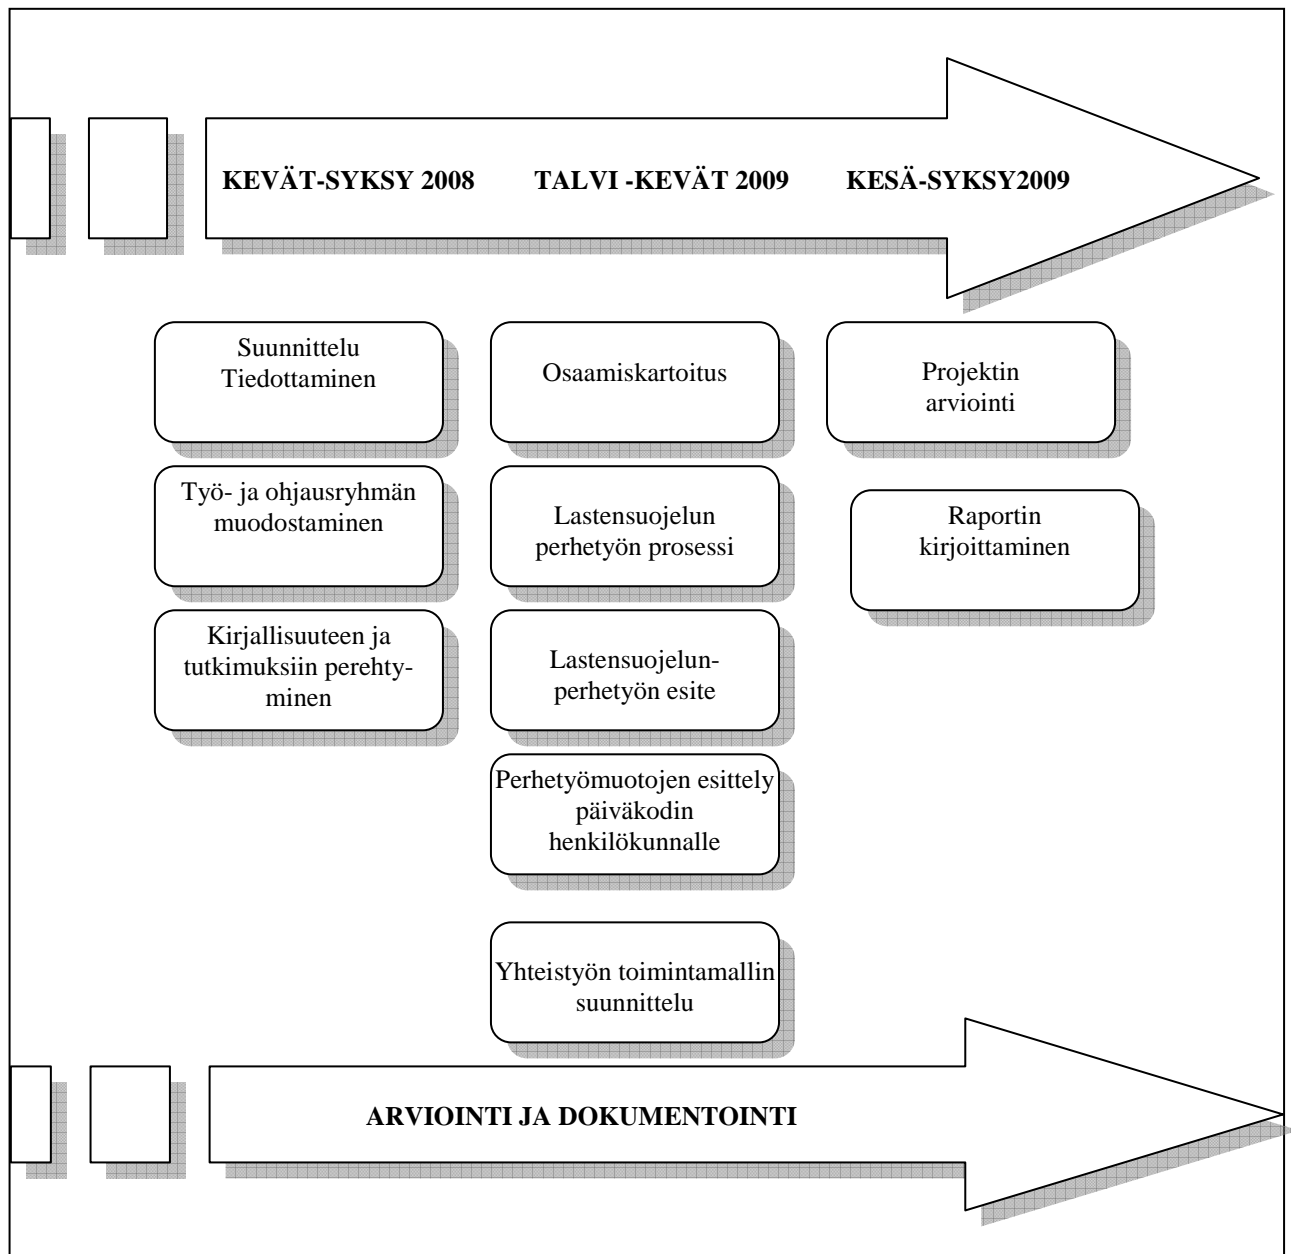 KEVÄT-SYKSY 2008 TALVI -KEVÄT 2009 KESÄ-SYKSY2009
Suunnittelu
Tiedottaminen
Työ- ja ohjausryhmän
muodostaminen
Kirjallisuuteen ja
tutkimuksiin perehty-
minen
Osaamiskartoitus
Lastensuojelun
perhetyön prosessi
Lastensuojelun-
perhetyön esite
Perhetyömuotojen esittely
päiväkodin
henkilökunnalle
Yhteistyön toimintamallin
suunnittelu
Projektin
arviointi
Raportin
kirjoittaminen
ARVIOINTI JA DOKUMENTOINTI